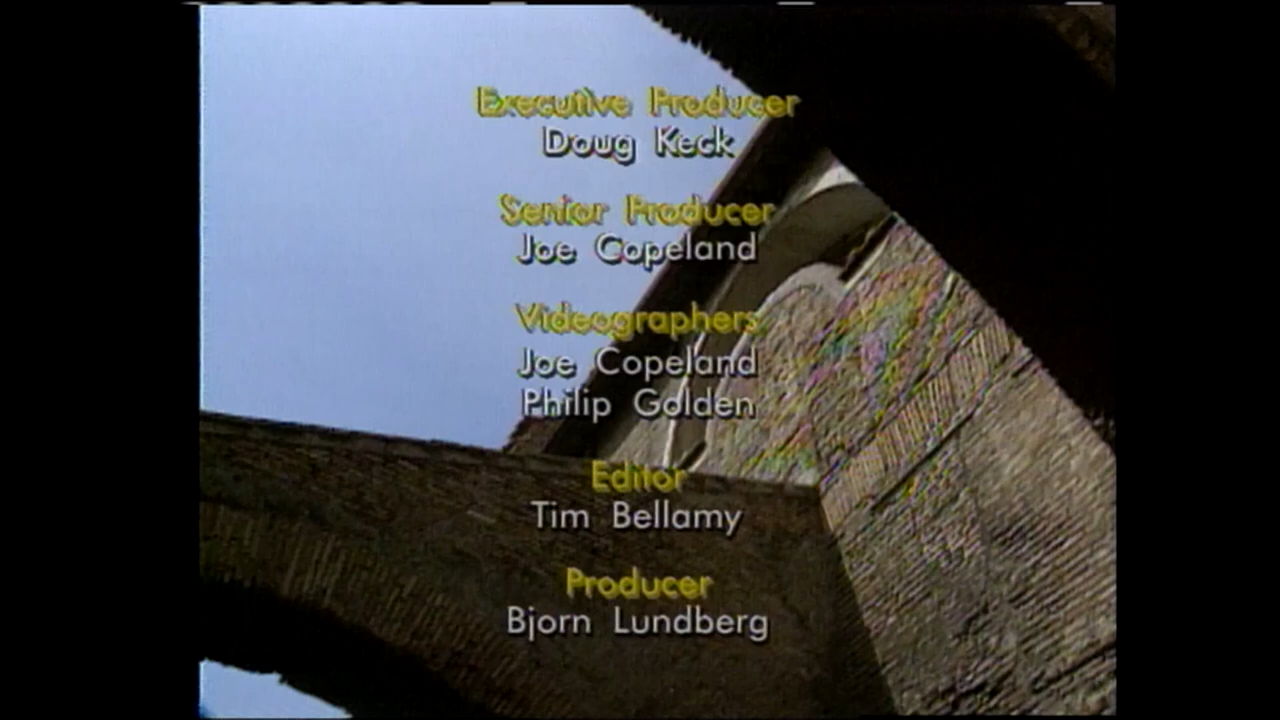 Executive Producer
Doug Keck
Senior Producer
Joe Copeland
Videographers
Joe Copeland
Philip Golden
Editor
Tim Bellamy
Producer
Bjorn Lundberg